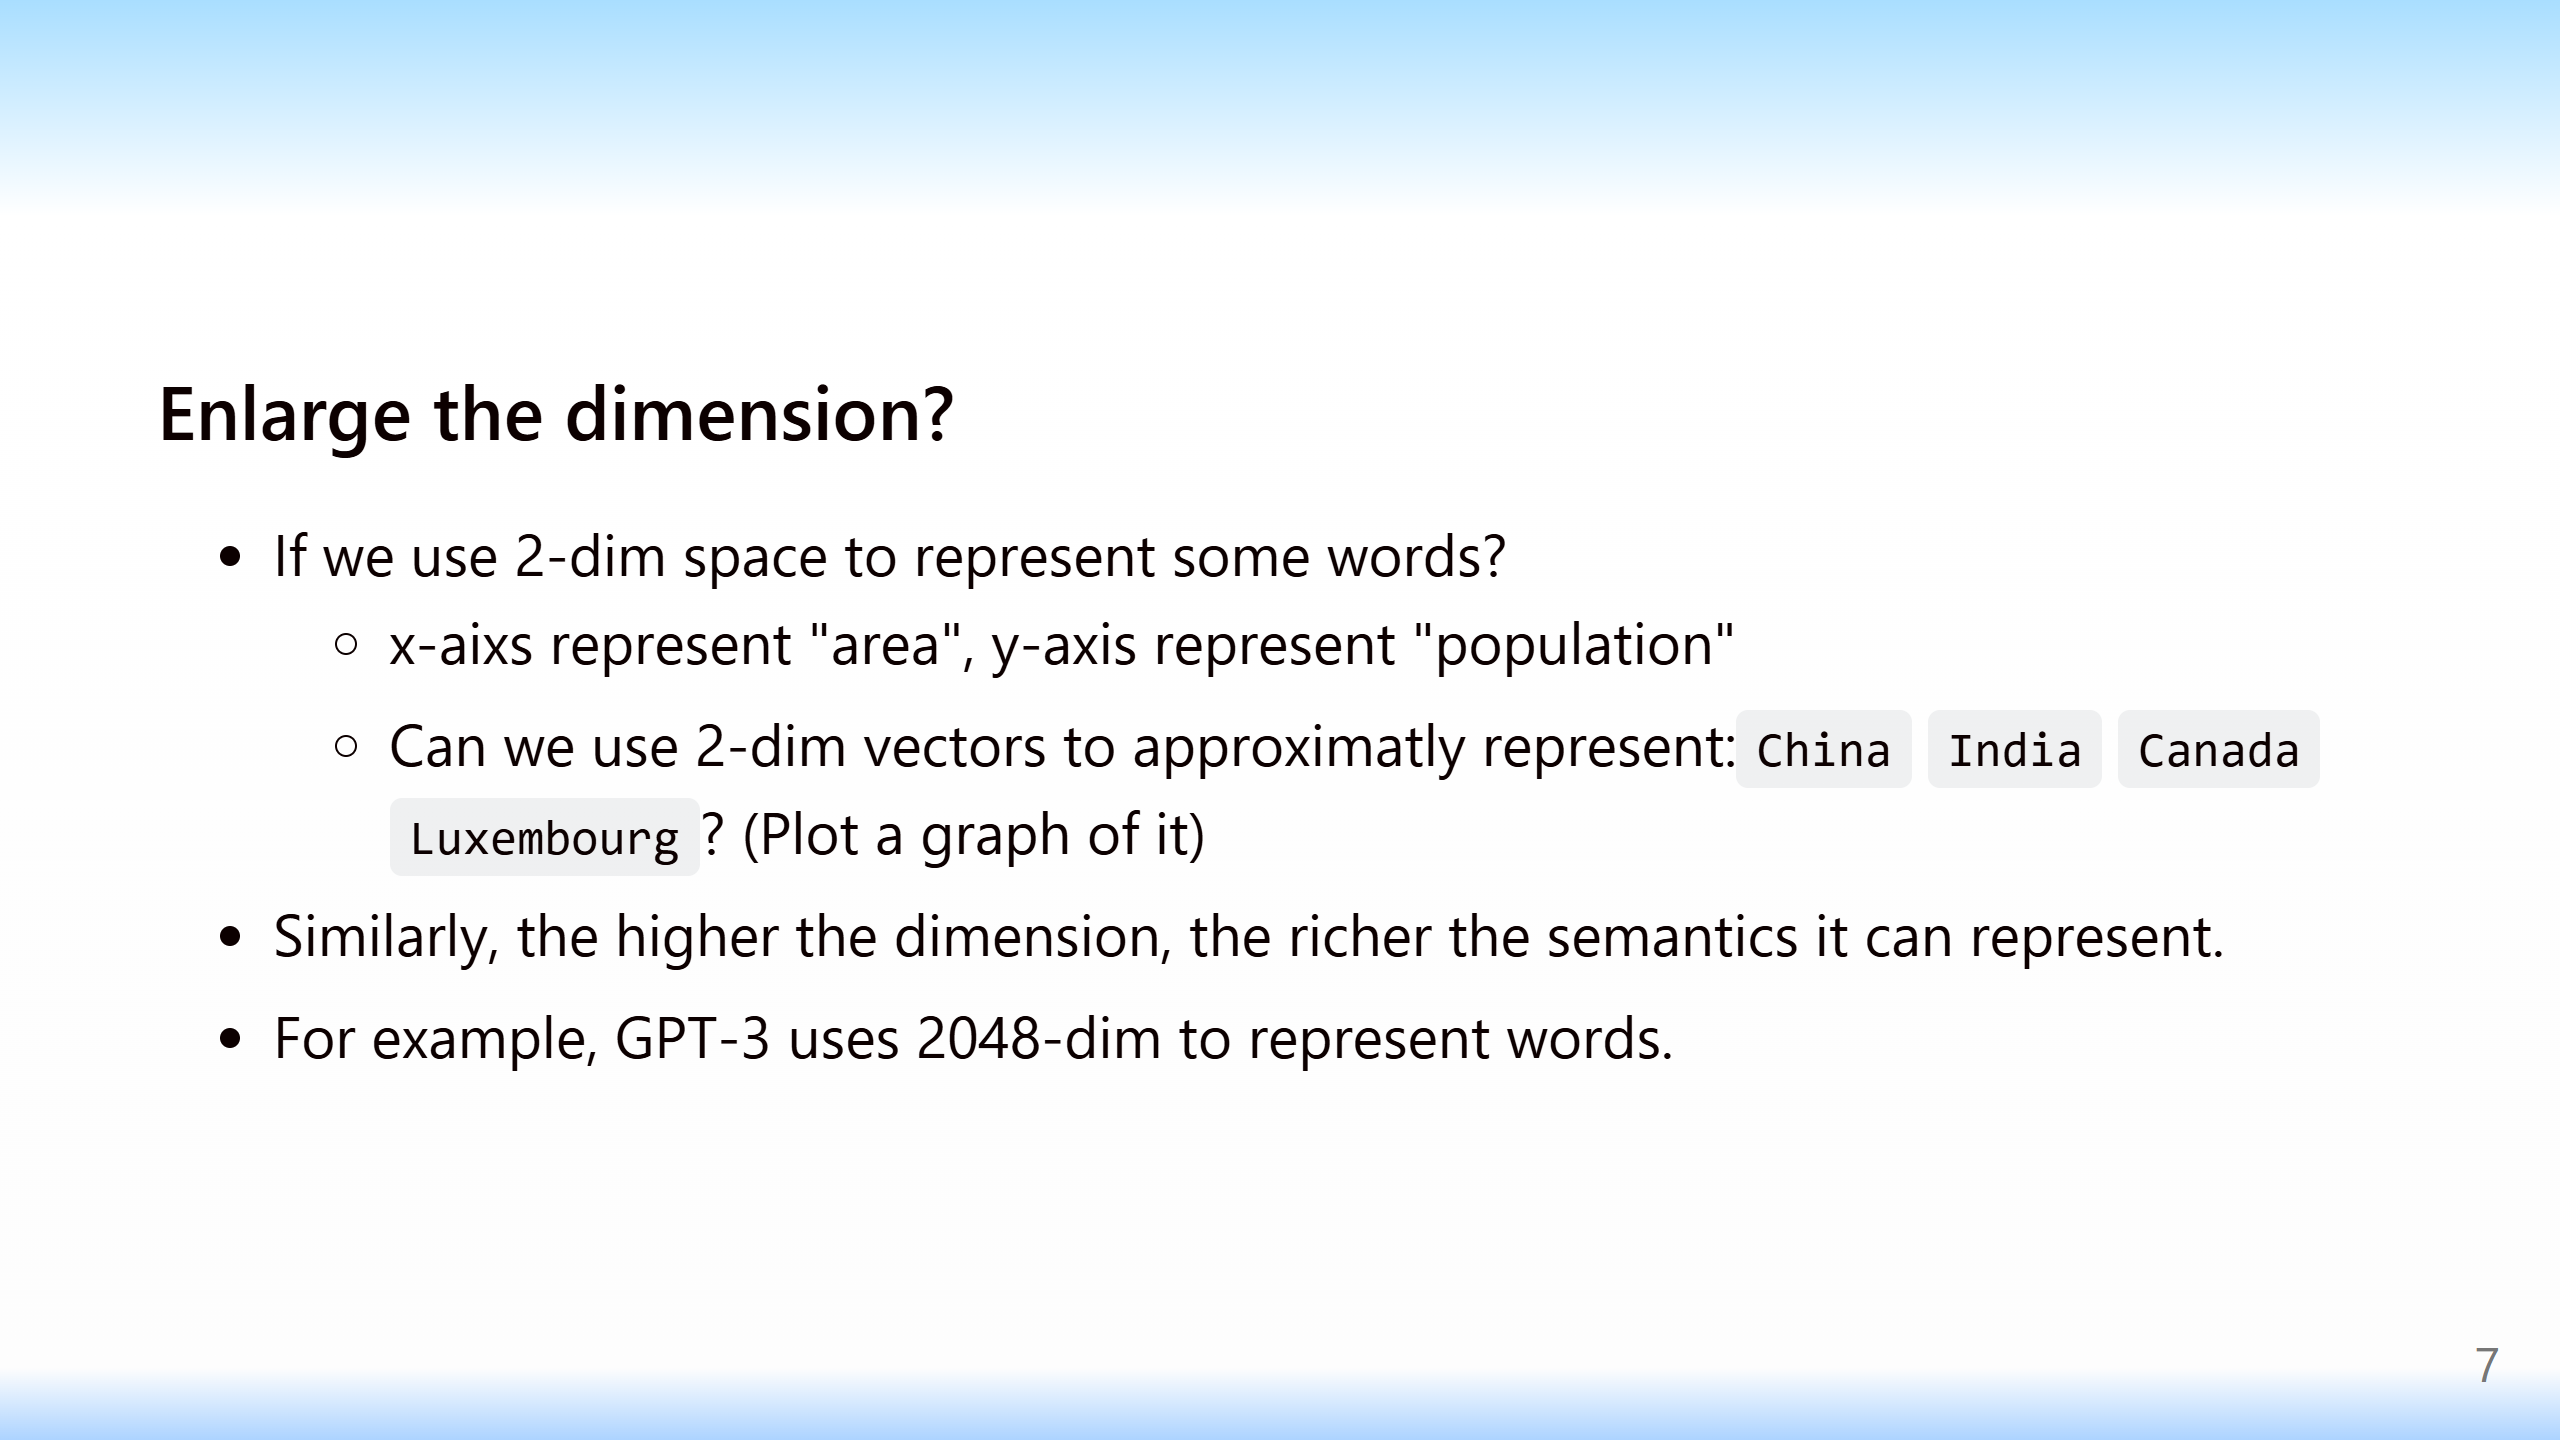 Enlarge the dimension?
• If we use 2-dim space to represent some words?
○ x-aixs represent "area", y-axis represent "population"
○ Can we use 2-dim vectors to approximatly represent: China India Canada
Luxembourg ? (Plot a graph of it)
• Similarly, the higher the dimension, the richer the semantics it can represent.
• For example, GPT-3 uses 2048-dim to represent words.
7